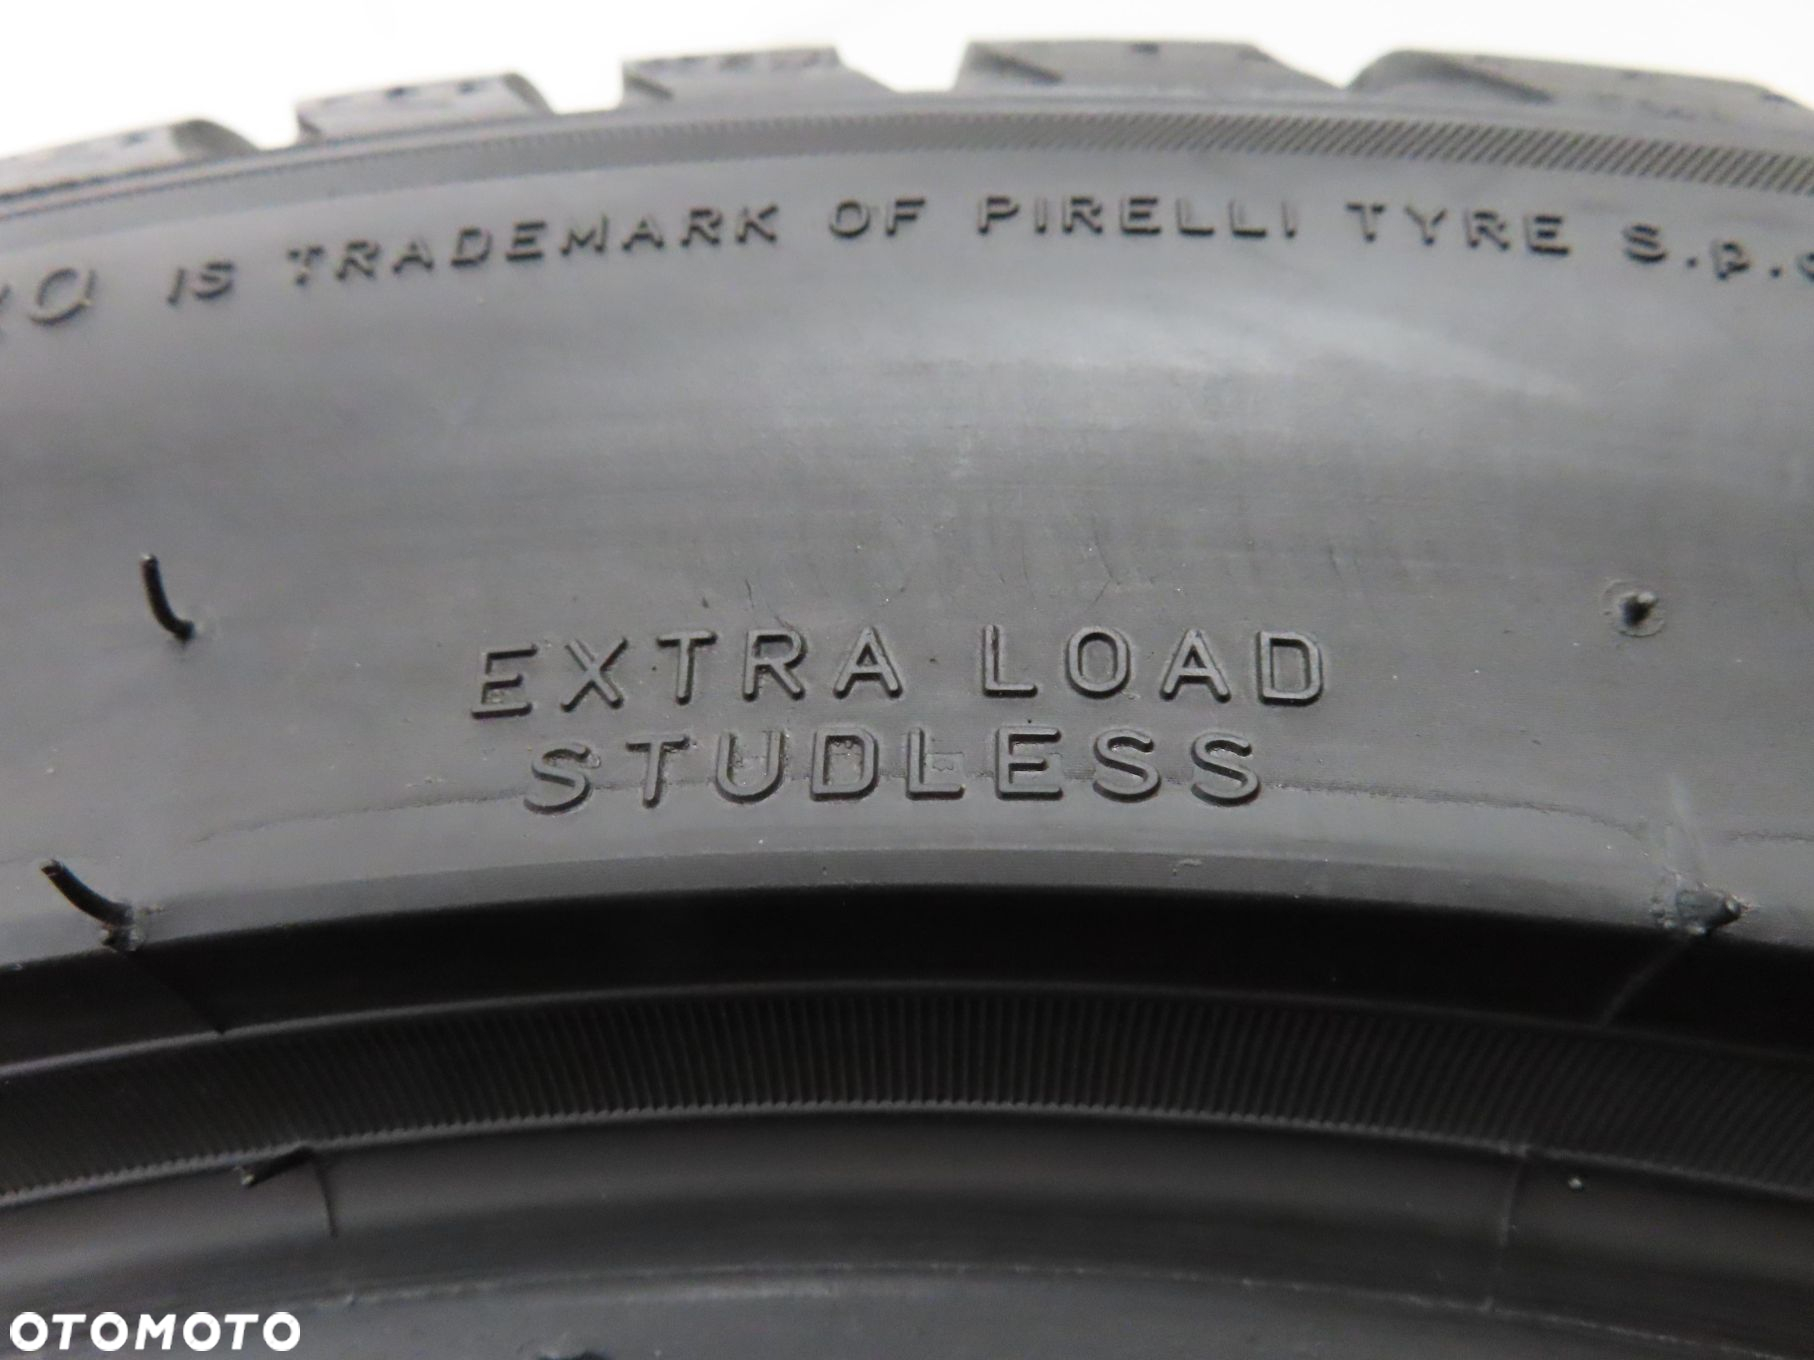 IS TRADEMARK OF PIRELLI TYRE S.p.
EXTRA LOAD
STUDLESS
OTOMOTO